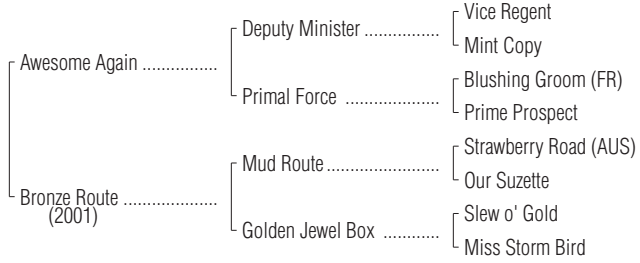 Awesome Again ................
Bronze Route ....................
(2001)
Deputy Minister ................
Primal Force ....................
Mud Route ........................
Golden Jewel Box ............
Vice Regent
Mint Copy
Blushing Groom (FR)
Prime Prospect
Strawberry Road (AUS)
Our Suzette
Slew o' Gold
Miss Storm Bird